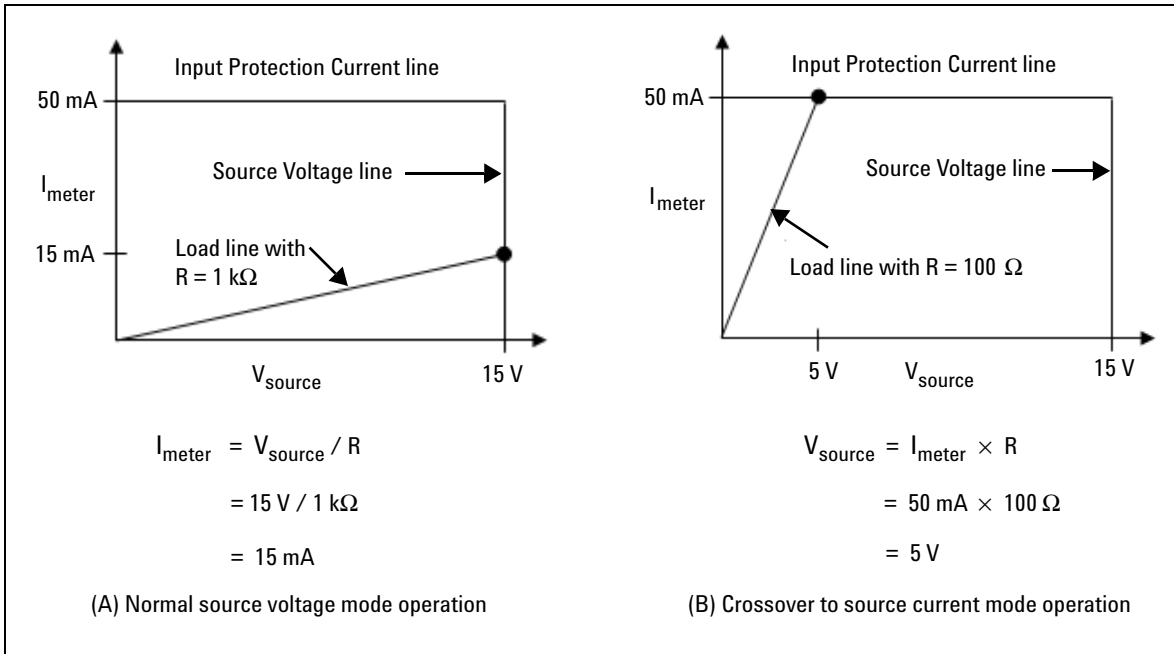 Input Protection Current line
50 mA
Source Voltage line
I_meter
15 mA
Load line with
R = 1 kΩ
V_source
15 V
I_meter = V_source / R
= 15 V / 1 kΩ
= 15 mA
(A) Normal source voltage mode operation
Input Protection Current line
50 mA
Source Voltage line
I_meter
Load line with R = 100 Ω
5 V
V_source
15 V
V_source = I_meter × R
= 50 mA × 100 Ω
= 5 V
(B) Crossover to source current mode operation